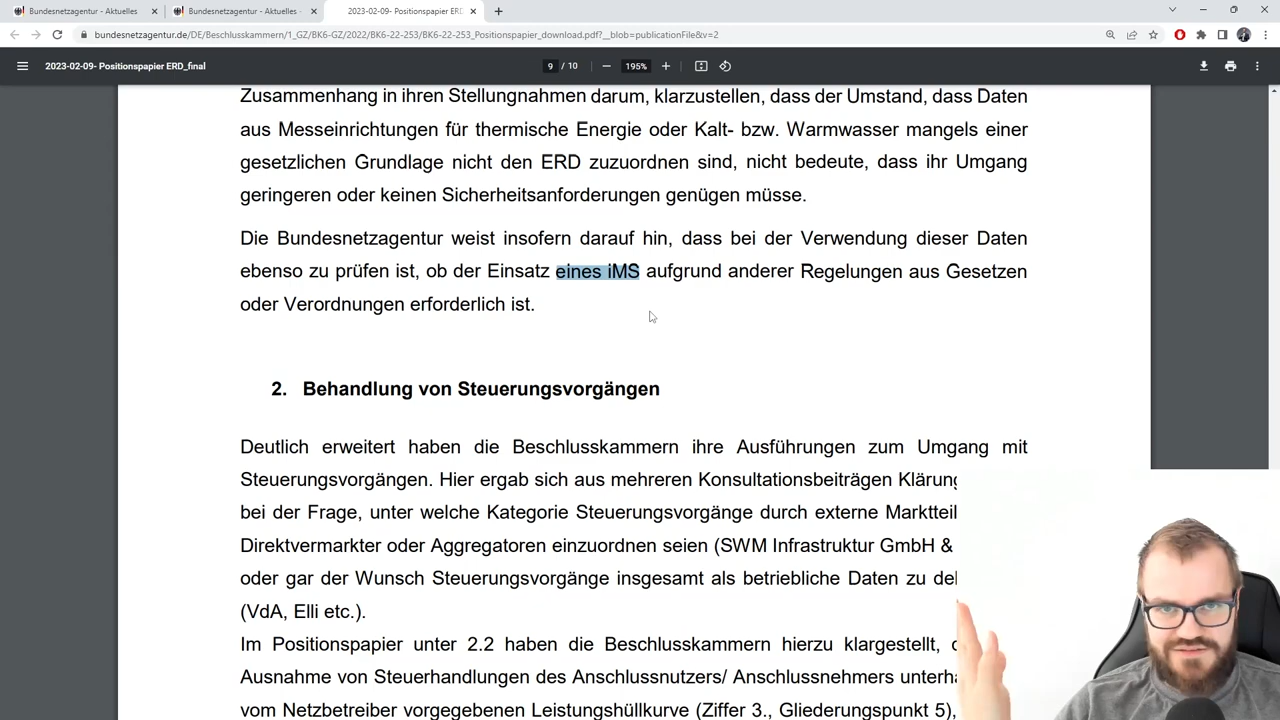 Bundesnetzagentur - Aktuelles
Bundesnetzagentur - Aktuelles -
2023-02-09- Positionspapier ERD_
bundesnetzagentur.de/DE/Beschlusskammern/1_GZ/BK6-GZ/2022/BK6-22-253/BK6-22-253_Positionspapier_download.pdf?__blob=publicationFile&v=2
2023-02-09- Positionspapier ERD_final
9 / 10
195%
Zusammenhang in ihren Stellungnahmen darum, klarzustellen, dass der Umstand, dass Daten
aus Messeinrichtungen für thermische Energie oder Kalt- bzw. Warmwasser mangels einer
gesetzlichen Grundlage nicht den ERD zuzuordnen sind, nicht bedeute, dass ihr Umgang
geringeren oder keinen Sicherheitsanforderungen genügen müsse.
Die Bundesnetzagentur weist insofern darauf hin, dass bei der Verwendung dieser Daten
ebenso zu prüfen ist, ob der Einsatz eines iMS aufgrund anderer Regelungen aus Gesetzen
oder Verordnungen erforderlich ist.
2. Behandlung von Steuerungsvorgängen
Deutlich erweitert haben die Beschlusskammern ihre Ausführungen zum Umgang mit
Steuerungsvorgängen. Hier ergab sich aus mehreren Konsultationsbeiträgen Klärung
bei der Frage, unter welche Kategorie Steuerungsvorgänge durch externe Marktteil
Direktvermarkter oder Aggregatoren einzuordnen seien (SWM Infrastruktur GmbH &
oder gar der Wunsch Steuerungsvorgänge insgesamt als betriebliche Daten zu de
(VdA, Elli etc.).
Im Positionspapier unter 2.2 haben die Beschlusskammern hierzu klargestellt,
Ausnahme von Steuerhandlungen des Anschlussnutzers/ Anschlussnehmers unterha
vom Netzbetreiber vorgegebenen Leistungshüllkurve (Ziffer 3., Gliederungspunkt 5),